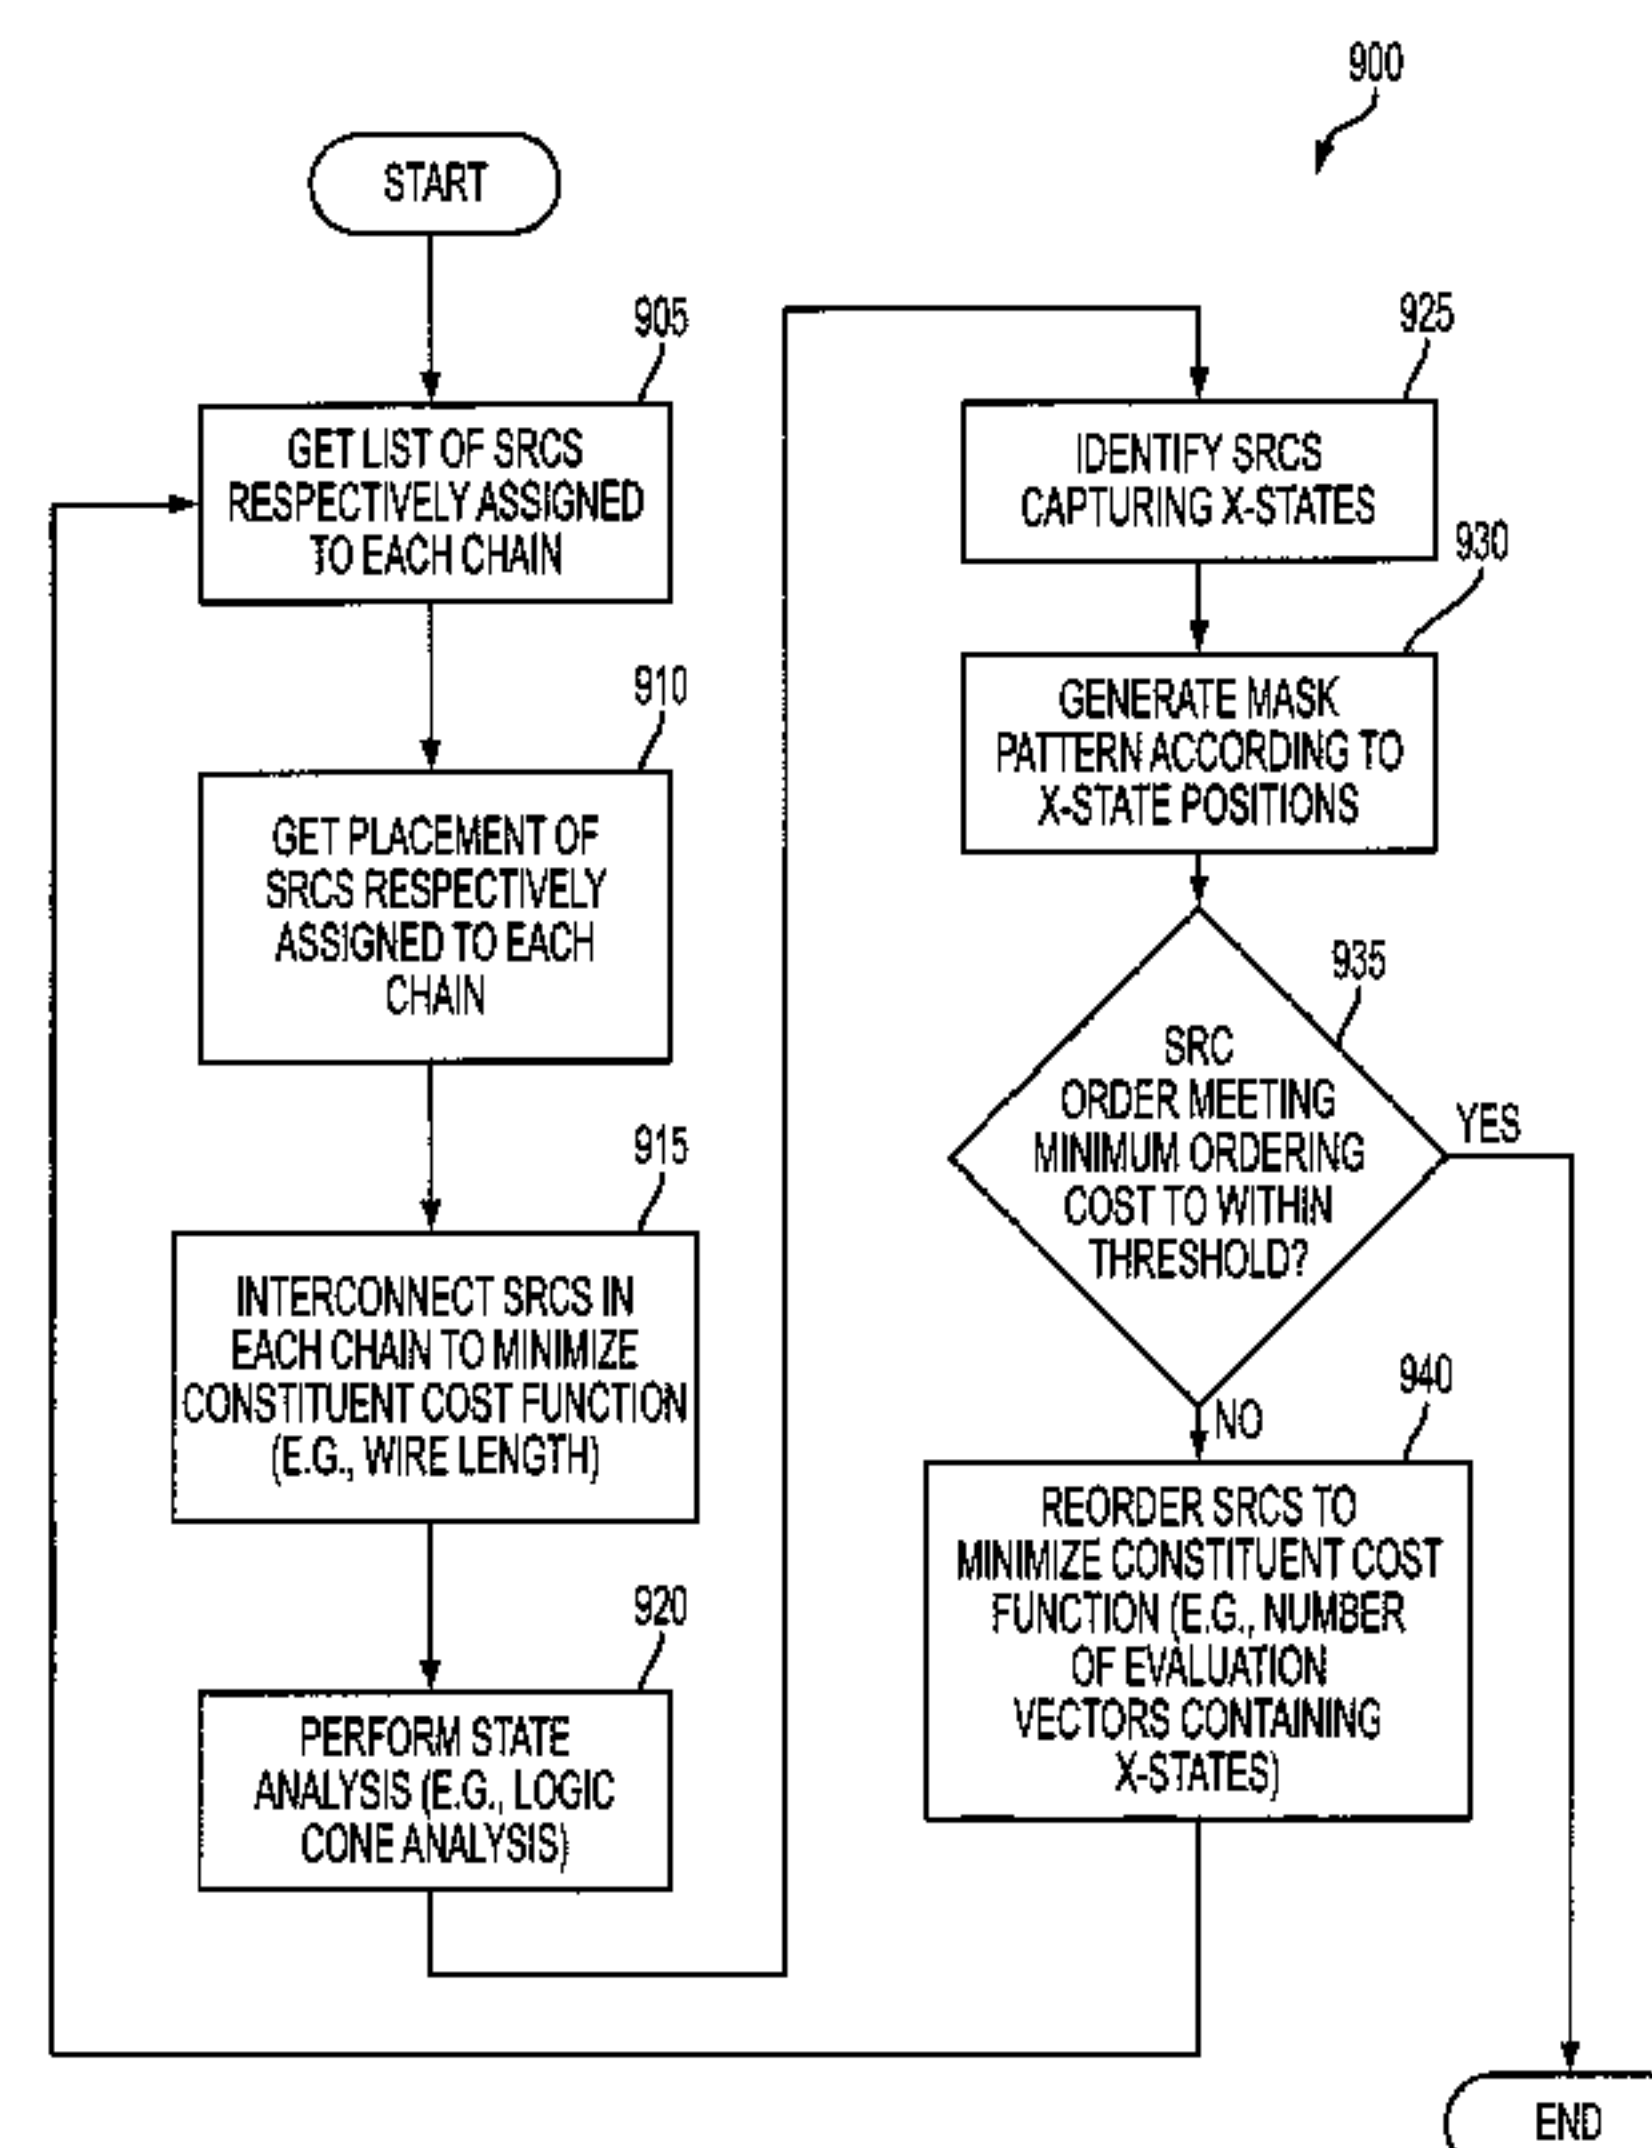 900
START
905
GET LIST OF SRCS
RESPECTIVELY ASSIGNED
TO EACH CHAIN
910
GET PLACEMENT OF
SRCS RESPECTIVELY
ASSIGNED TO EACH
CHAIN
915
INTERCONNECT SRCS IN
EACH CHAIN TO MINIMIZE
CONSTITUENT COST FUNCTION
(E.G., WIRE LENGTH)
920
PERFORM STATE
ANALYSIS (E.G., LOGIC
CONE ANALYSIS)
925
IDENTIFY SRCS
CAPTURING X-STATES
930
GENERATE MASK
PATTERN ACCORDING TO
X-STATE POSITIONS
935
SRC
ORDER MEETING
MINIMUM ORDERING
COST TO WITHIN
THRESHOLD?
YES
NO
940
REORDER SRCS TO
MINIMIZE CONSTITUENT COST
FUNCTION (E.G., NUMBER
OF EVALUATION
VECTORS CONTAINING
X-STATES)
END